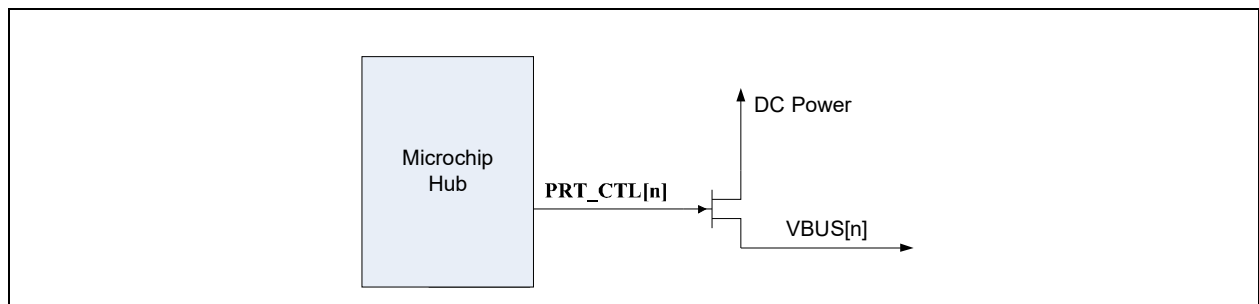 DC Power
Microchip
Hub
PRT_CTL[n]
VBUS[n]